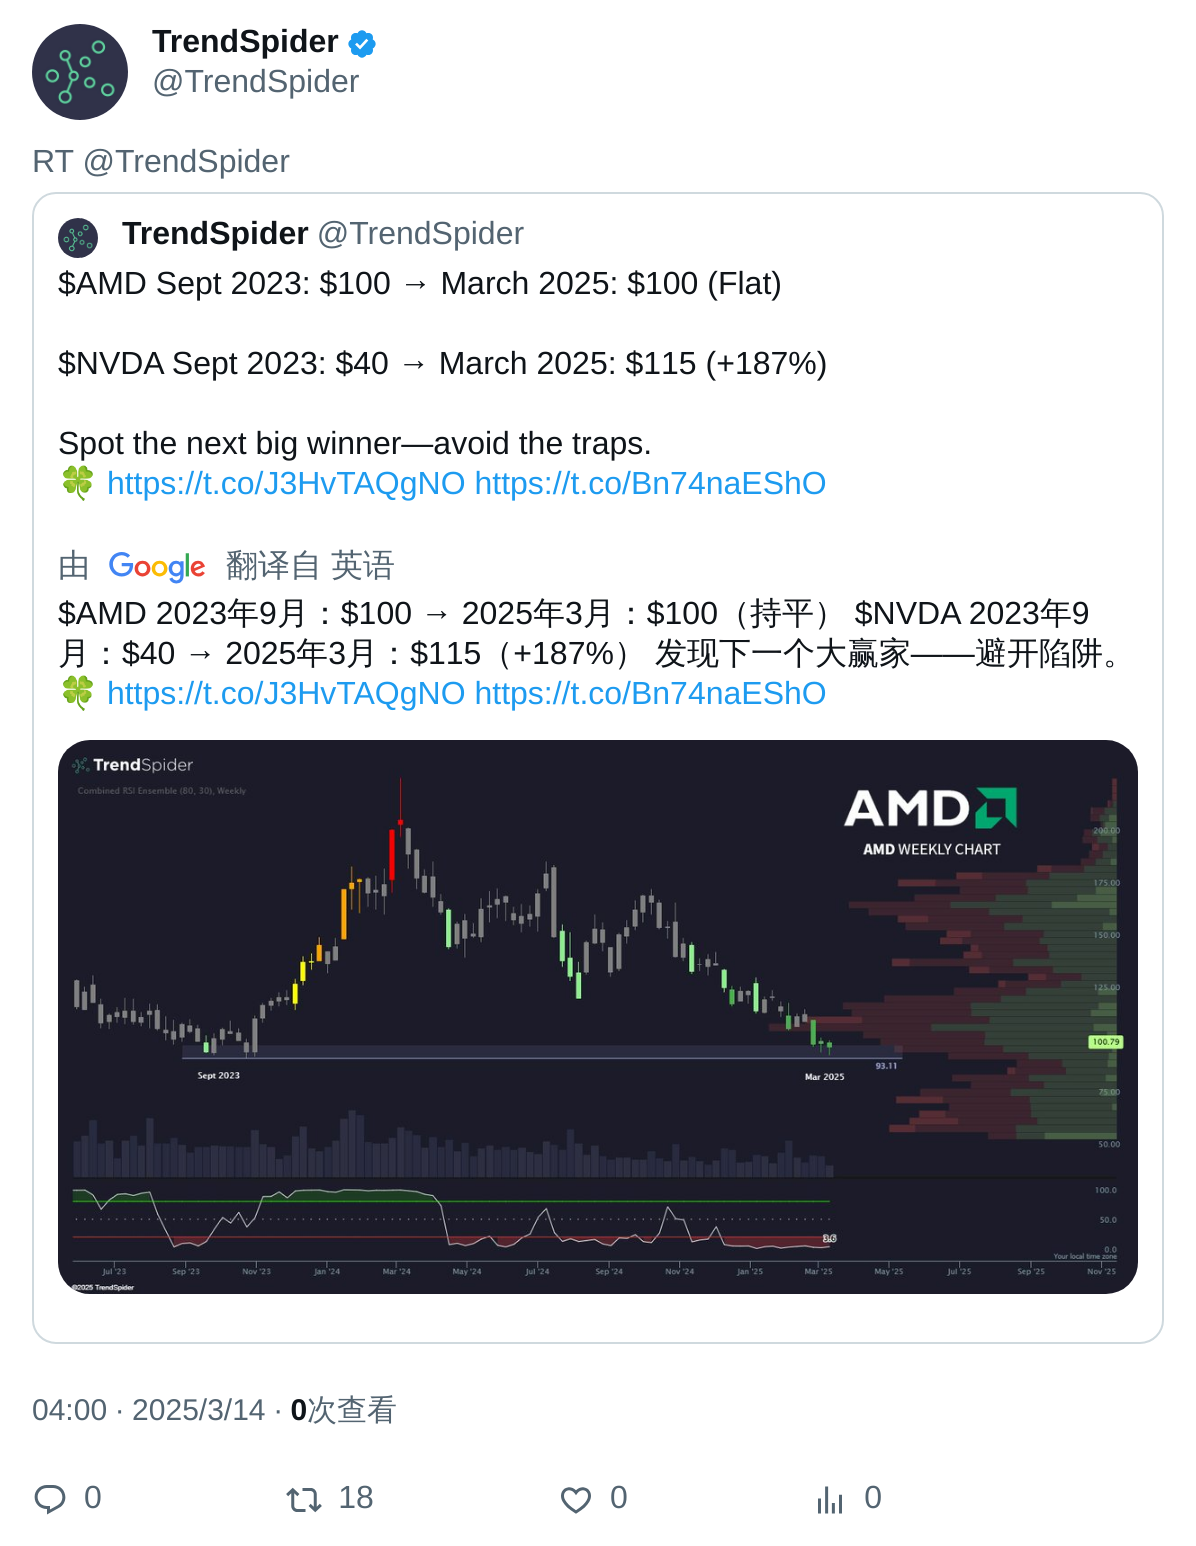 TrendSpider
@TrendSpider
RT @TrendSpider
TrendSpider @TrendSpider
$AMD Sept 2023: $100 → March 2025: $100 (Flat)
$NVDA Sept 2023: $40 → March 2025: $115 (+187%)
Spot the next big winner—avoid the traps.
🍀 https://t.co/J3HvTAQgNO https://t.co/Bn74naEShO
由 Google 翻译自 英语
$AMD 2023年9月：$100 → 2025年3月：$100（持平） $NVDA 2023年9
月：$40 → 2025年3月：$115（+187%） 发现下一个大赢家——避开陷阱。
🍀 https://t.co/J3HvTAQgNO https://t.co/Bn74naEShO
TrendSpider
Combined RSI Ensemble (80, 30), Weekly
AMD
AMD WEEKLY CHART
200.00
175.00
150.00
125.00
100.79
93.11
75.00
50.00
Sept 2023
Mar 2025
100.0
50.0
0.0
Your local time zone
Jul '23 Sep '23 Nov '23 Jan '24 Mar '24 May '24 Jul '24 Sep '24 Nov '24 Jan '25 Mar '25 May '25 Jul '25 Sep '25 Nov '25
©2025 TrendSpider
04:00 · 2025/3/14 · 0次查看
0 18 0 0